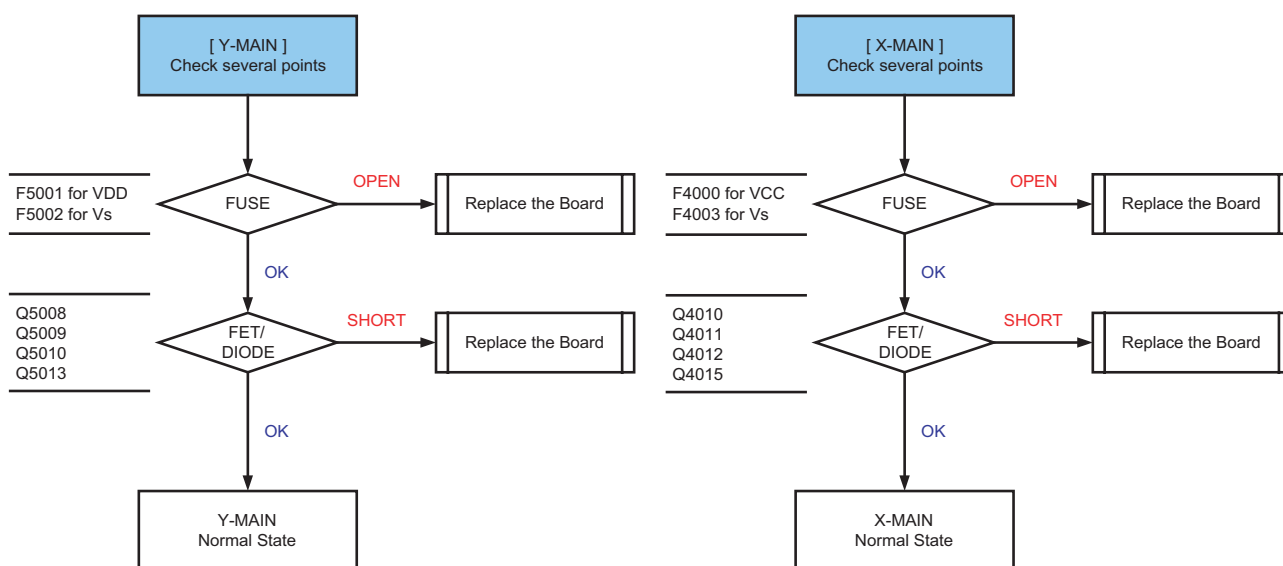 [ Y-MAIN ]
Check several points
F5001 for VDD
F5002 for Vs
FUSE
OPEN
Replace the Board
OK
Q5008
Q5009
Q5010
Q5013
FET/
DIODE
SHORT
Replace the Board
OK
Y-MAIN
Normal State
[ X-MAIN ]
Check several points
F4000 for VCC
F4003 for Vs
FUSE
OPEN
Replace the Board
OK
Q4010
Q4011
Q4012
Q4015
FET/
DIODE
SHORT
Replace the Board
OK
X-MAIN
Normal State